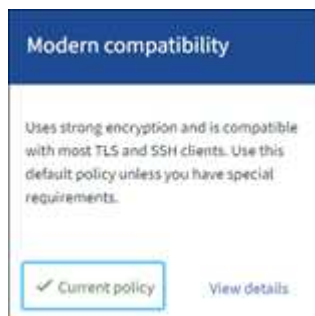 Modern compatibility
Uses strong encryption and is compatible
with most TLS and SSH clients. Use this
default policy unless you have special
requirements.
Current policy
View details